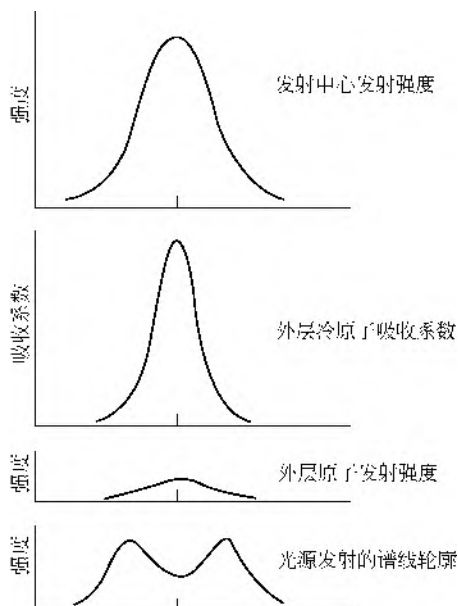 强度
发射中心发射强度
吸收系数
外层冷原子吸收系数
强度
外层原子发射强度
强度
光源发射的谱线轮廓